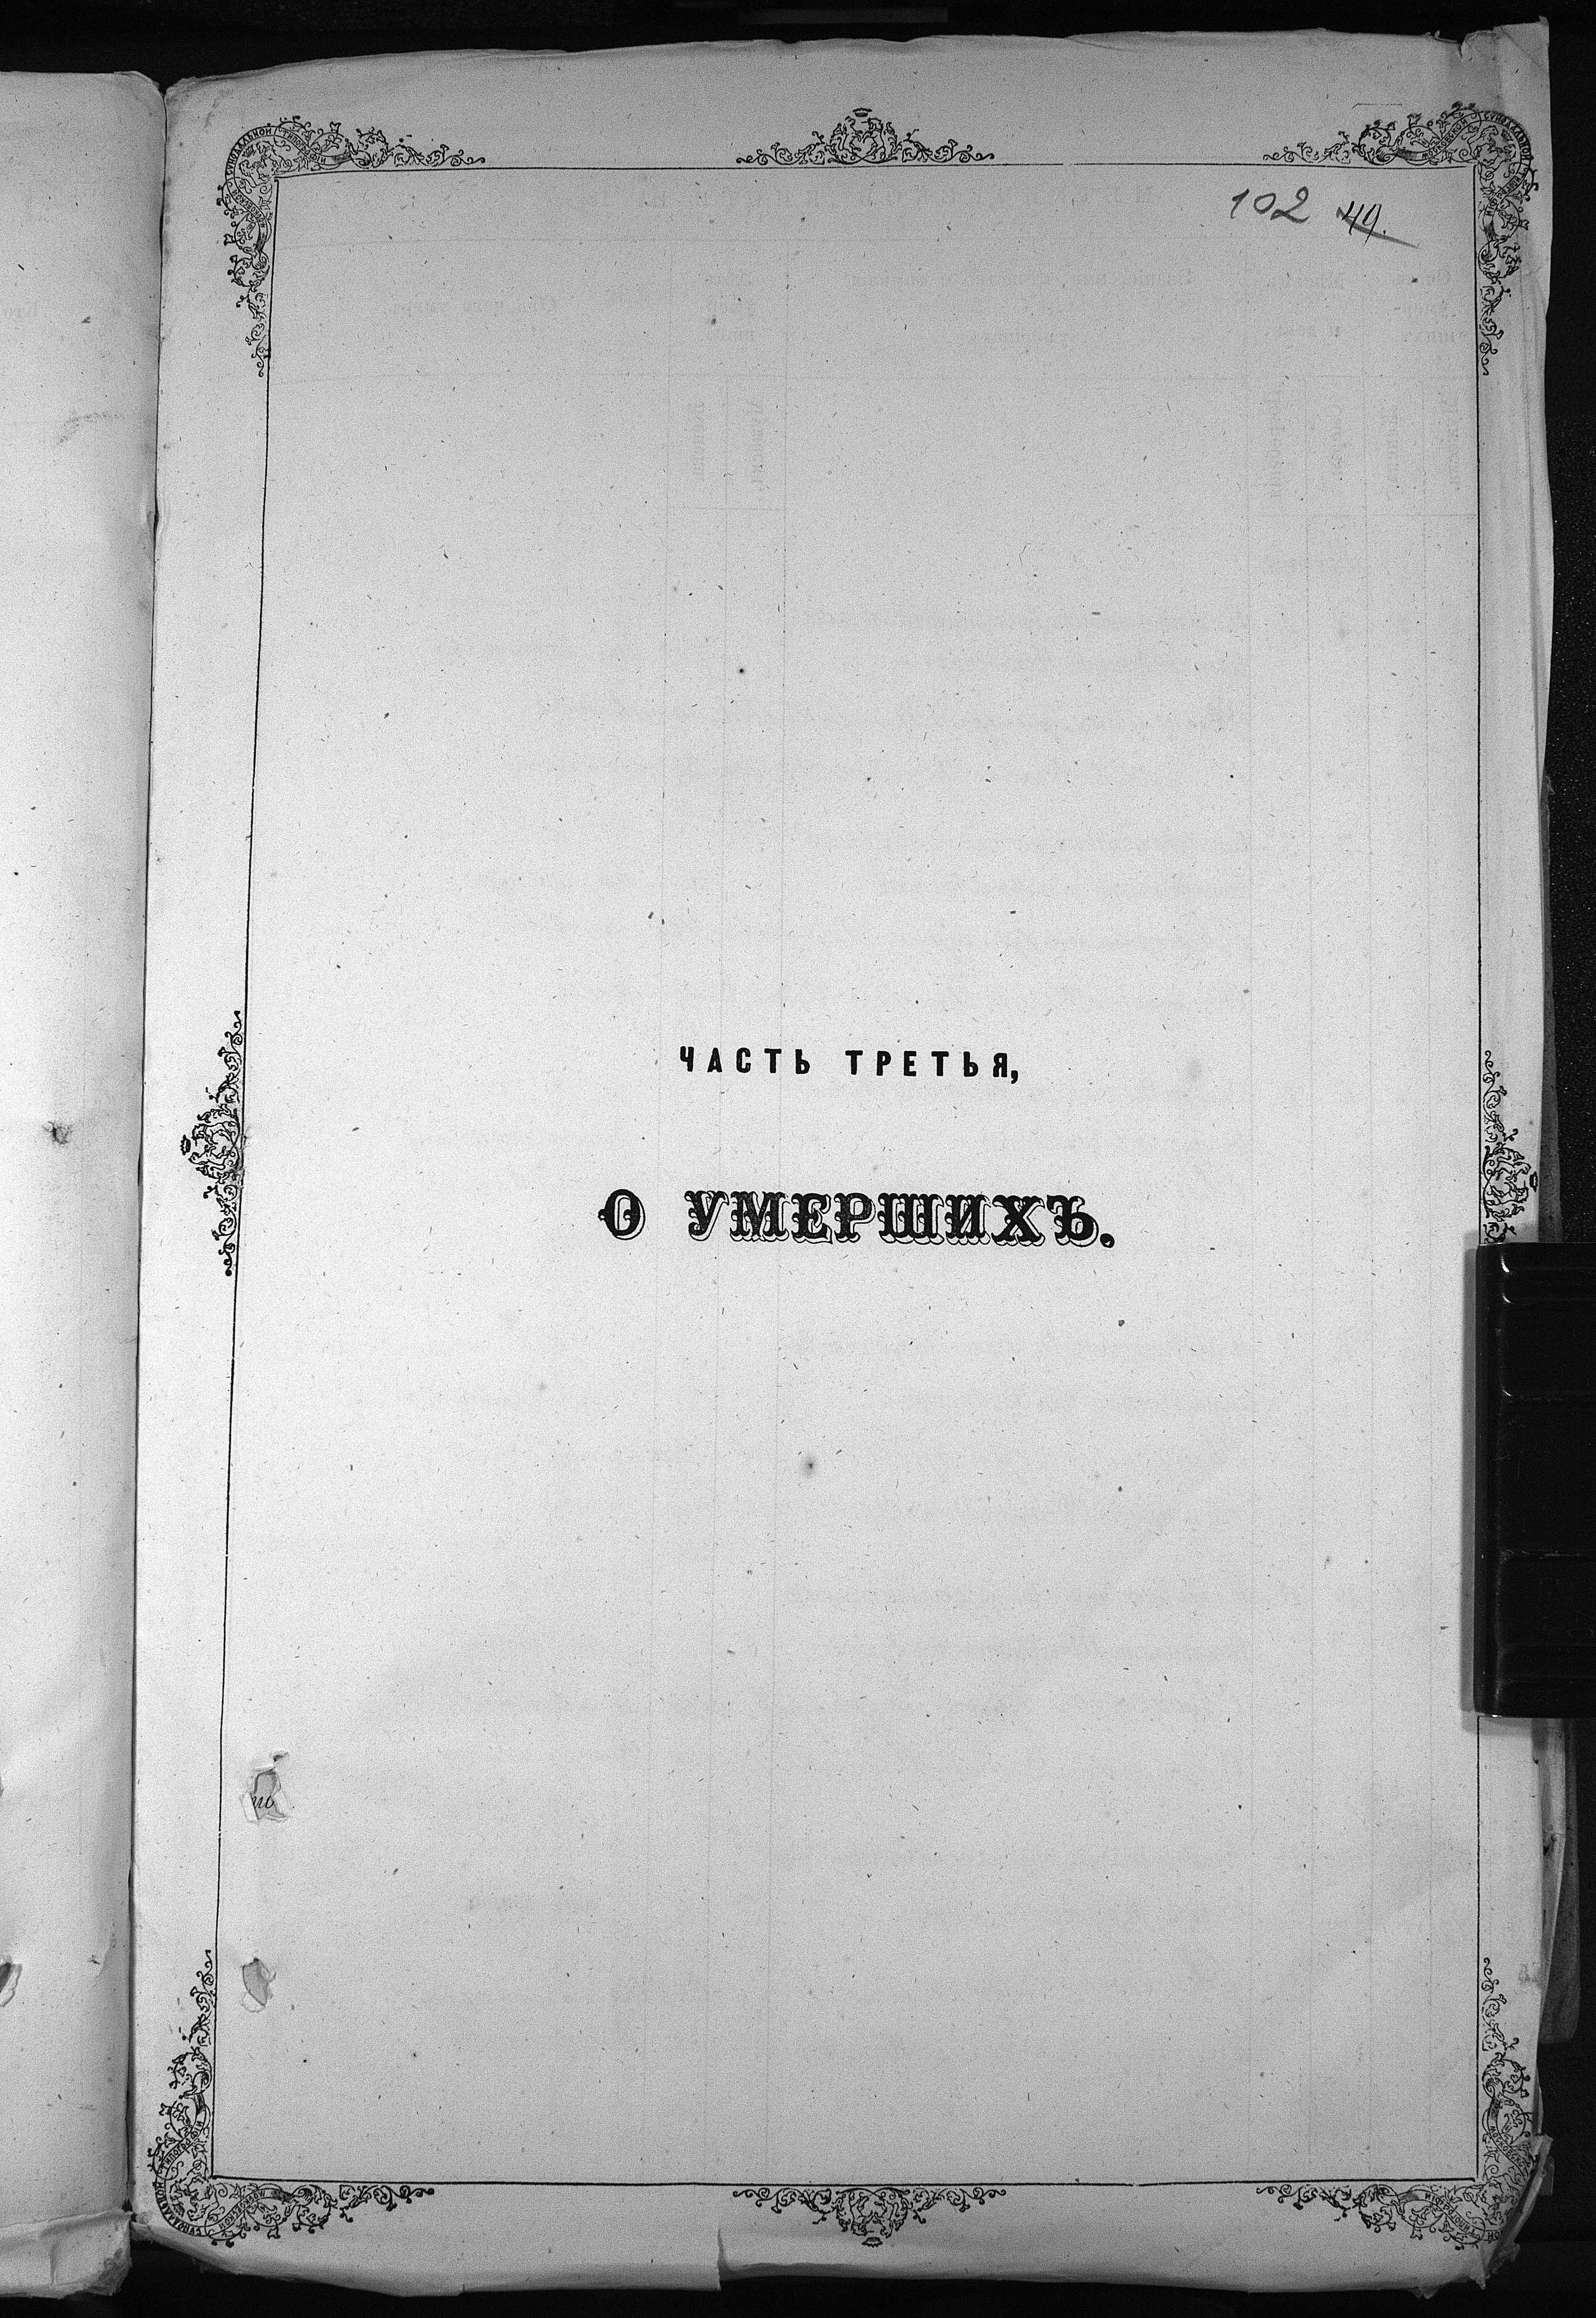 102 49.
ЧАСТЬ ТРЕТЬЯ,
О УМЕРШИХЪ.